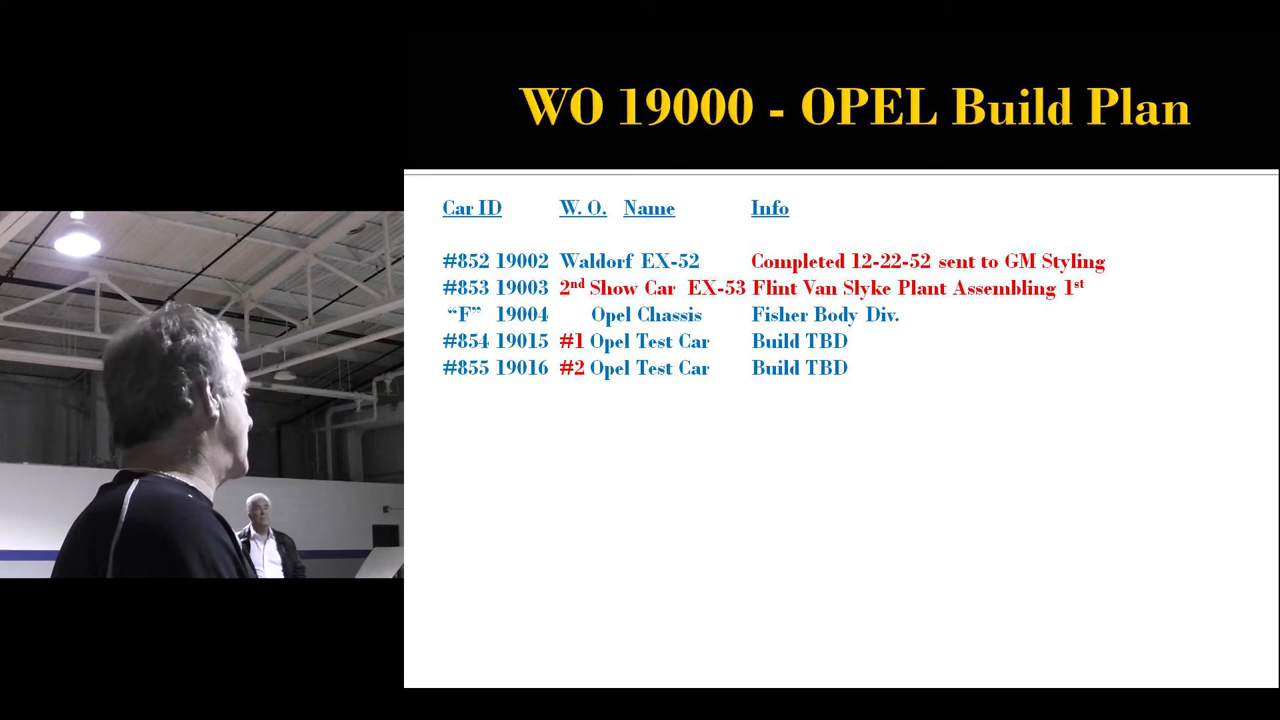 WO 19000 - OPEL Build Plan
Car ID W. O. Name Info
#852 19002 Waldorf EX-52 Completed 12-22-52 sent to GM Styling
#853 19003 2nd Show Car EX-53 Flint Van Slyke Plant Assembling 1st
“F” 19004 Opel Chassis Fisher Body Div.
#854 19015 #1 Opel Test Car Build TBD
#855 19016 #2 Opel Test Car Build TBD